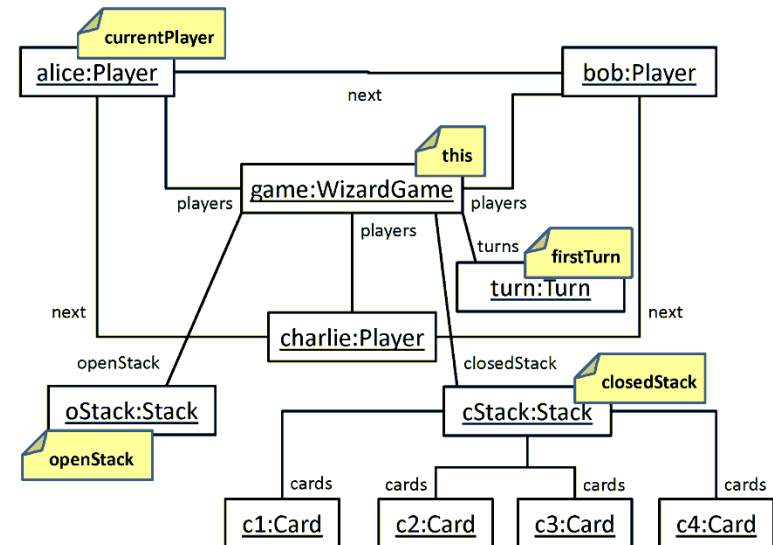 currentPlayer
alice:Player
bob:Player
next
this
game:WizardGame
players
players
players
turns
firstTurn
turn:Turn
next
next
charlie:Player
openStack
closedStack
closedStack
oStack:Stack
cStack:Stack
openStack
cards
cards
cards
cards
c1:Card
c2:Card
c3:Card
c4:Card